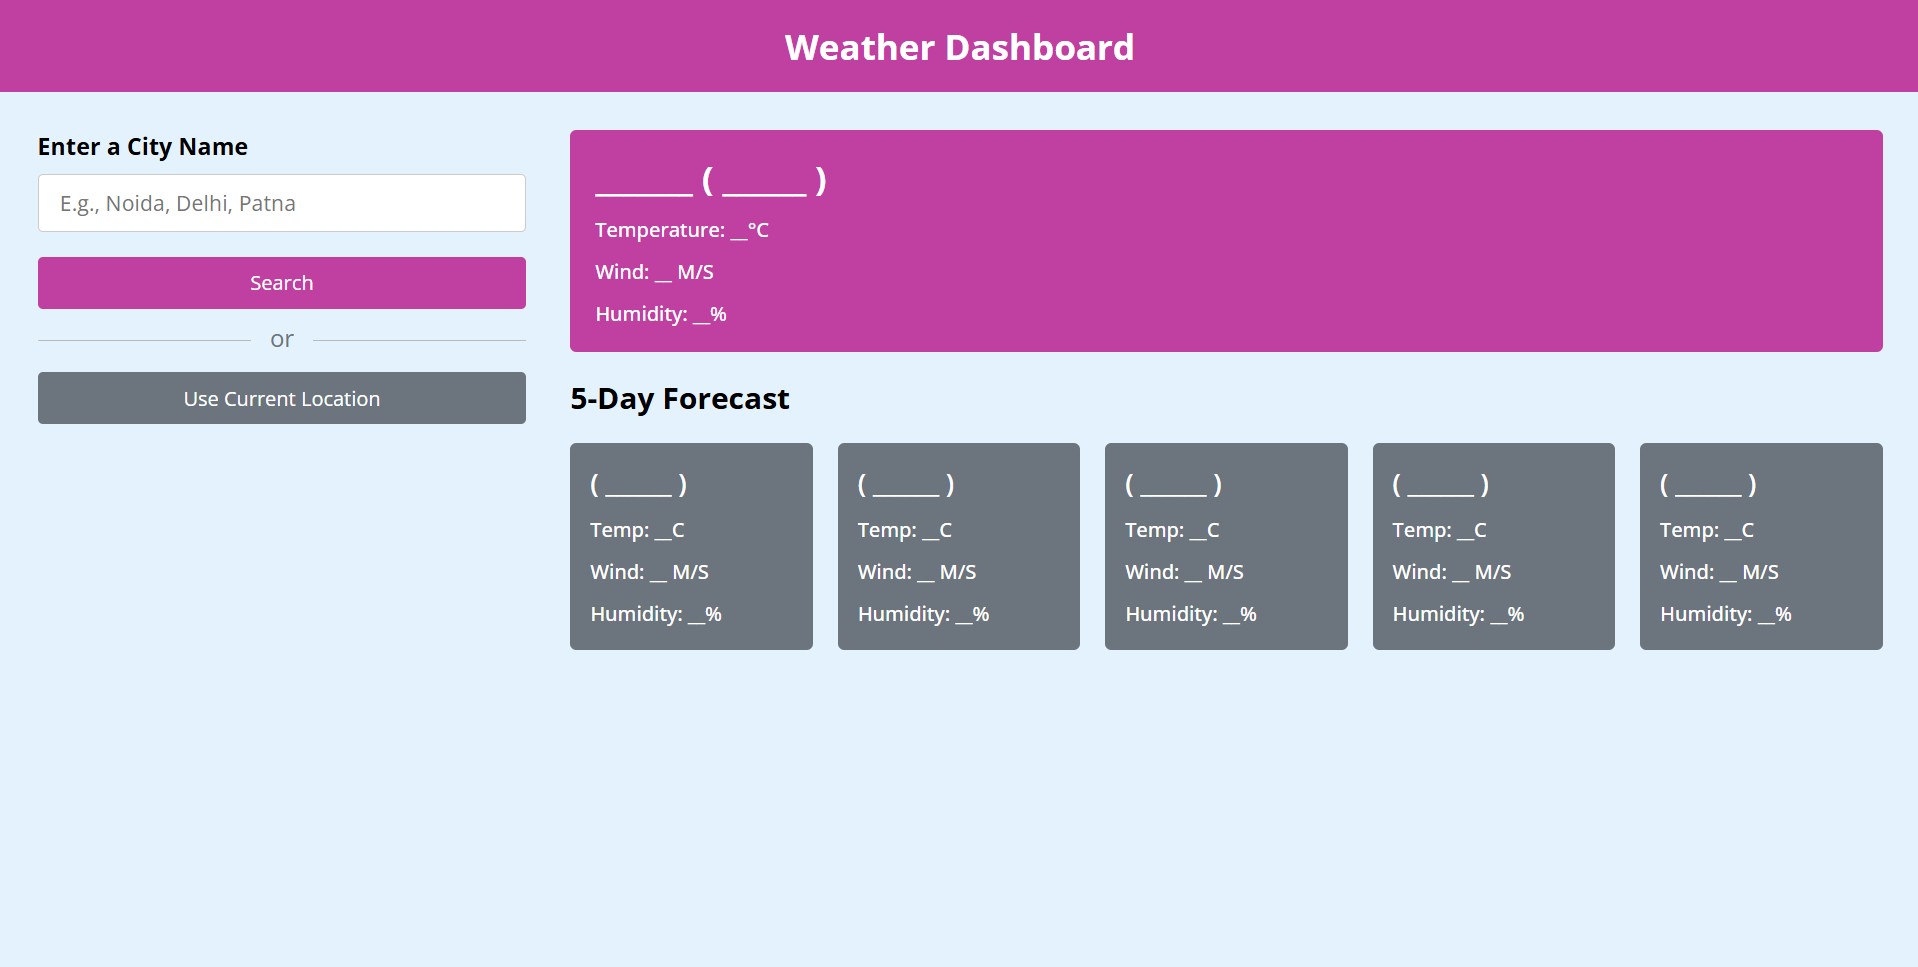 Weather Dashboard
Enter a City Name
E.g., Noida, Delhi, Patna
Search
or
Use Current Location
______ ( ______ )
Temperature: __°C
Wind: __ M/S
Humidity: __%
5-Day Forecast
( ______ )
Temp: __C
Wind: __ M/S
Humidity: __%
( ______ )
Temp: __C
Wind: __ M/S
Humidity: __%
( ______ )
Temp: __C
Wind: __ M/S
Humidity: __%
( ______ )
Temp: __C
Wind: __ M/S
Humidity: __%
( ______ )
Temp: __C
Wind: __ M/S
Humidity: __%